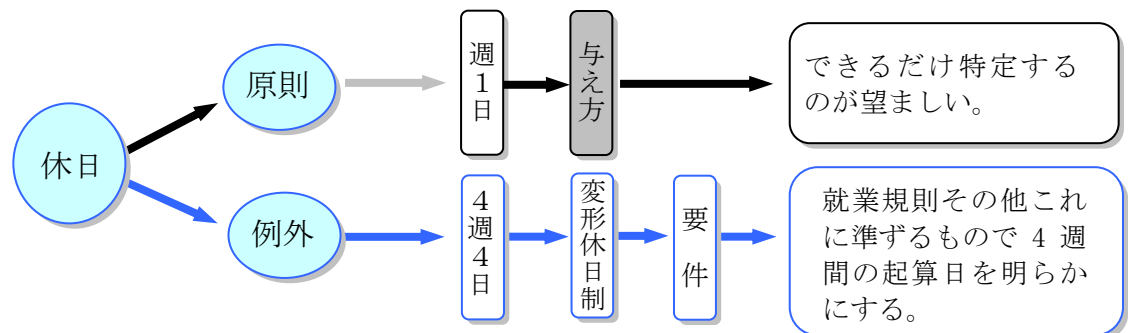 休日
原則
週1日
与え方
できるだけ特定する
のが望ましい。
例外
4週4日
変形休日制
要件
就業規則その他これ
に準ずるもので 4 週
間の起算日を明らか
にする。